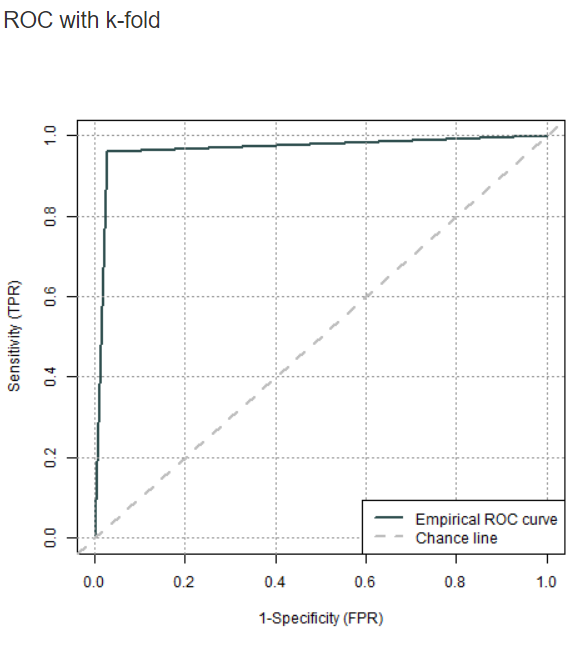 ROC with k-fold
1.0
0.8
0.6
0.4
0.2
0.0
Sensitivity (TPR)
Empirical ROC curve
Chance line
0.0 0.2 0.4 0.6 0.8 1.0
1-Specificity (FPR)